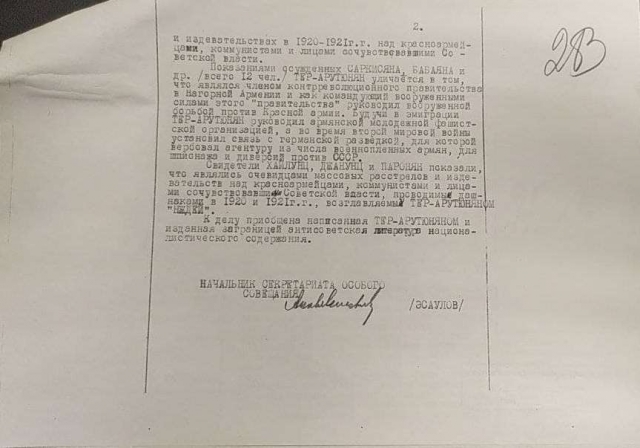 2.
283
и издевательствах в 1920-1921г.г. над красноармей-
цами, коммунистами и лицами сочувствовавшими Со-
ветской власти.
Показаниями осужденных САРКИСЯНА, БАБАЯНА и
др. /всего 12 чел./ ТЕР-АРУТЮНЯН уличается в том,
что являлся членом контрреволюционного правительства
в Нагорной Армении и как командующий вооруженными
силами этого "правительства" руководил вооруженной
борьбой против Красной армии. Будучи в эмиграции
ТЕР-АРУТЮНЯН руководил армянской молодежной фашист-
ской организацией, а во время второй мировой войны
установил связь с германской разведкой, для которой
вербовал агентуру из числа военнопленных армян, для
шпионажа и диверсий против СССР.
Свидетели ХАЙЛУНЦ, ДЖАНУНЦ и ПАРОНЯН показали,
что являлись очевидцами массовых расстрелов и изде-
вательств над красноармейцами, коммунистами и лица-
ми сочувствовавшими Советской власти, проводимых даш-
наками в 1920 и 1921г.г., возглавляемых ТЕР-АРУТЮНЯНОМ
"НЖДЕЙ".
К делу приобщена написанная ТЕР-АРУТЮНЯНОМ и
изданная заграницей антисоветская литература национа-
листического содержания.
НАЧАЛЬНИК СЕКРЕТАРИАТА ОСОБОГО
СОВЕЩАНИЯ
/ЭСАУЛОВ/